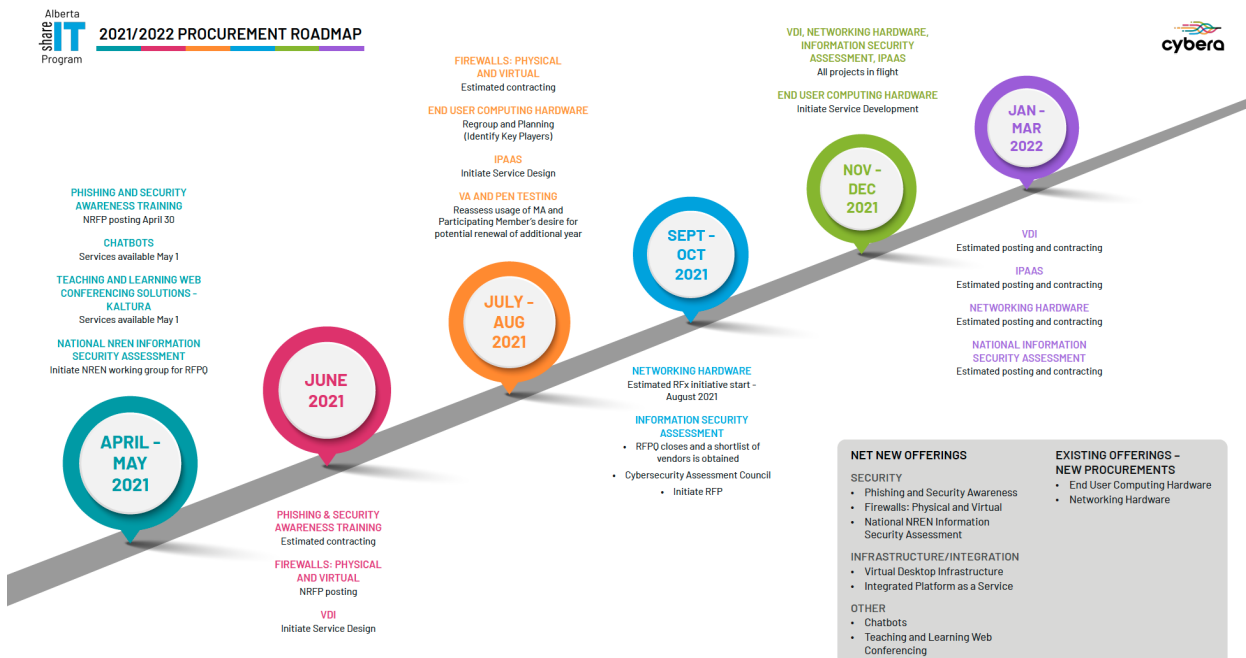 Alberta
share
IT
Program
2021/2022 PROCUREMENT ROADMAP
cybera
PHISHING AND SECURITY
AWARENESS TRAINING
NRFP posting April 30
CHATBOTS
Services available May 1
TEACHING AND LEARNING WEB
CONFERENCING SOLUTIONS -
KALTURA
Services available May 1
NATIONAL NREN INFORMATION
SECURITY ASSESSMENT
Initiate NREN working group for RFPQ
APRIL -
MAY
2021
JUNE
2021
PHISHING & SECURITY
AWARENESS TRAINING
Estimated contracting
FIREWALLS: PHYSICAL
AND VIRTUAL
NRFP posting
VDI
Initiate Service Design
FIREWALLS: PHYSICAL
AND VIRTUAL
Estimated contracting
END USER COMPUTING HARDWARE
Regroup and Planning
(Identify Key Players)
IPAAS
Initiate Service Design
VA AND PEN TESTING
Reassess usage of MA and
Participating Member's desire for
potential renewal of additional year
JULY -
AUG
2021
SEPT -
OCT
2021
NETWORKING HARDWARE
Estimated RFx initiative start -
August 2021
INFORMATION SECURITY
ASSESSMENT
• RFPQ closes and a shortlist of
vendors is obtained
• Cybersecurity Assessment Council
• Initiate RFP
VDI, NETWORKING HARDWARE,
INFORMATION SECURITY
ASSESSMENT, IPAAS
All projects in flight
END USER COMPUTING HARDWARE
Initiate Service Development
NOV -
DEC
2021
JAN -
MAR
2022
VDI
Estimated posting and contracting
IPAAS
Estimated posting and contracting
NETWORKING HARDWARE
Estimated posting and contracting
NATIONAL INFORMATION
SECURITY ASSESSMENT
Estimated posting and contracting
NET NEW OFFERINGS
SECURITY
• Phishing and Security Awareness
• Firewalls: Physical and Virtual
• National NREN Information
Security Assessment
INFRASTRUCTURE/INTEGRATION
• Virtual Desktop Infrastructure
• Integrated Platform as a Service
OTHER
• Chatbots
• Teaching and Learning Web
Conferencing
EXISTING OFFERINGS –
NEW PROCUREMENTS
• End User Computing Hardware
• Networking Hardware